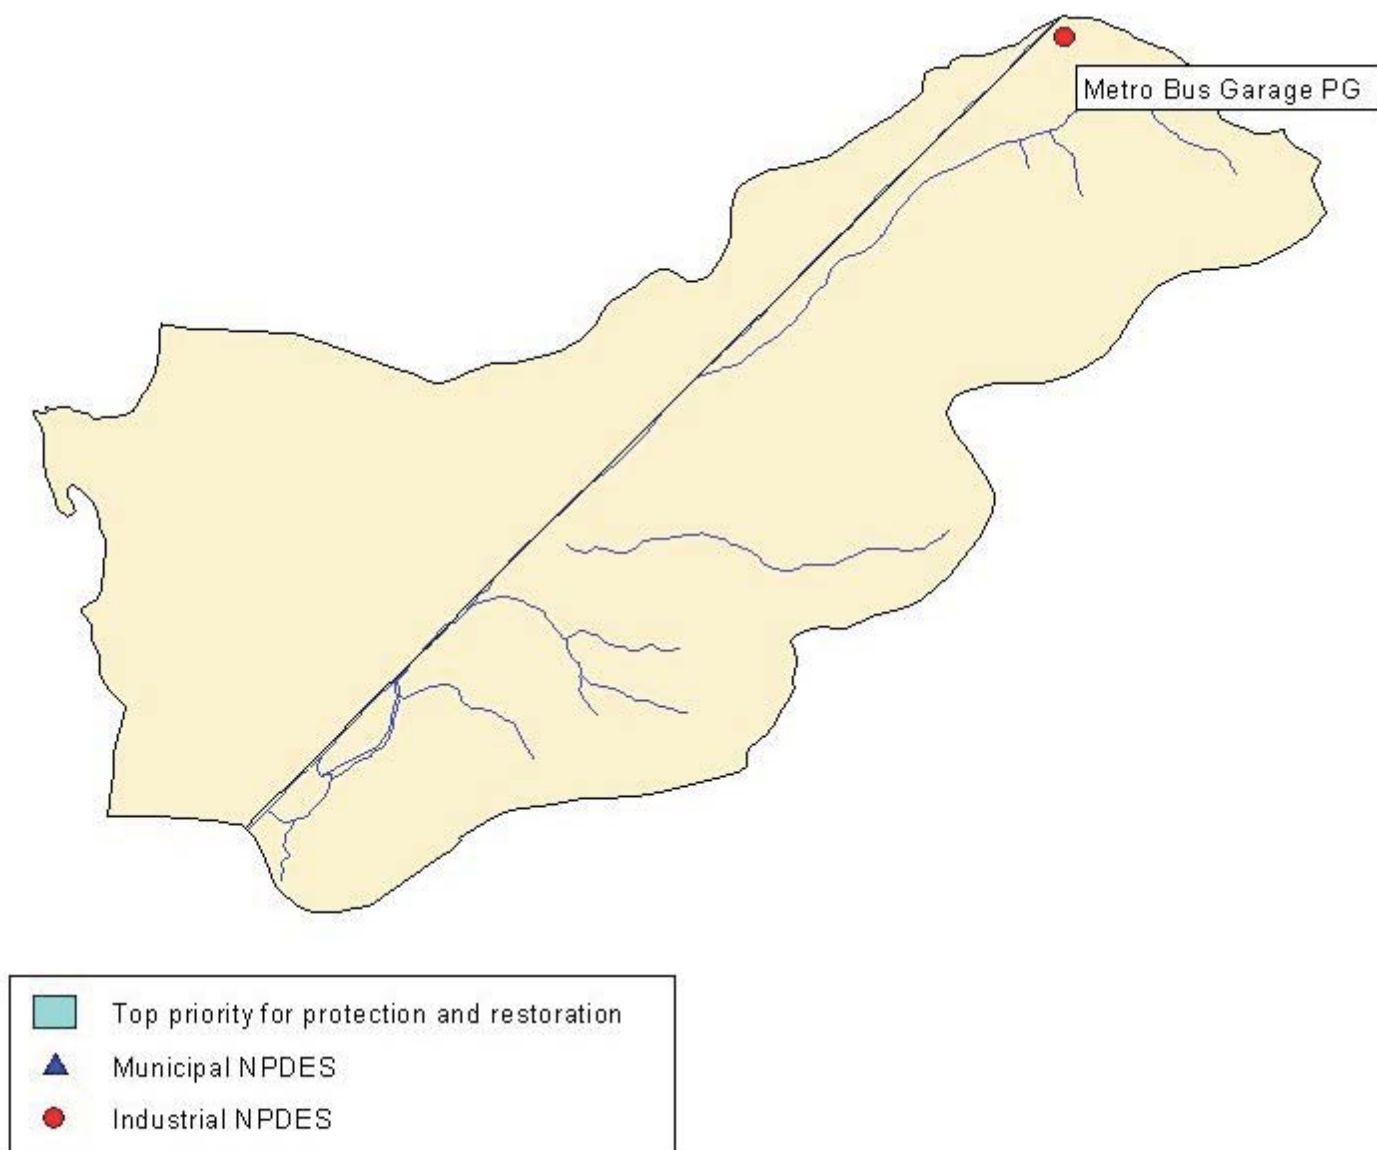 Metro Bus Garage PG
Top priority for protection and restoration
Municipal NPDES
Industrial NPDES